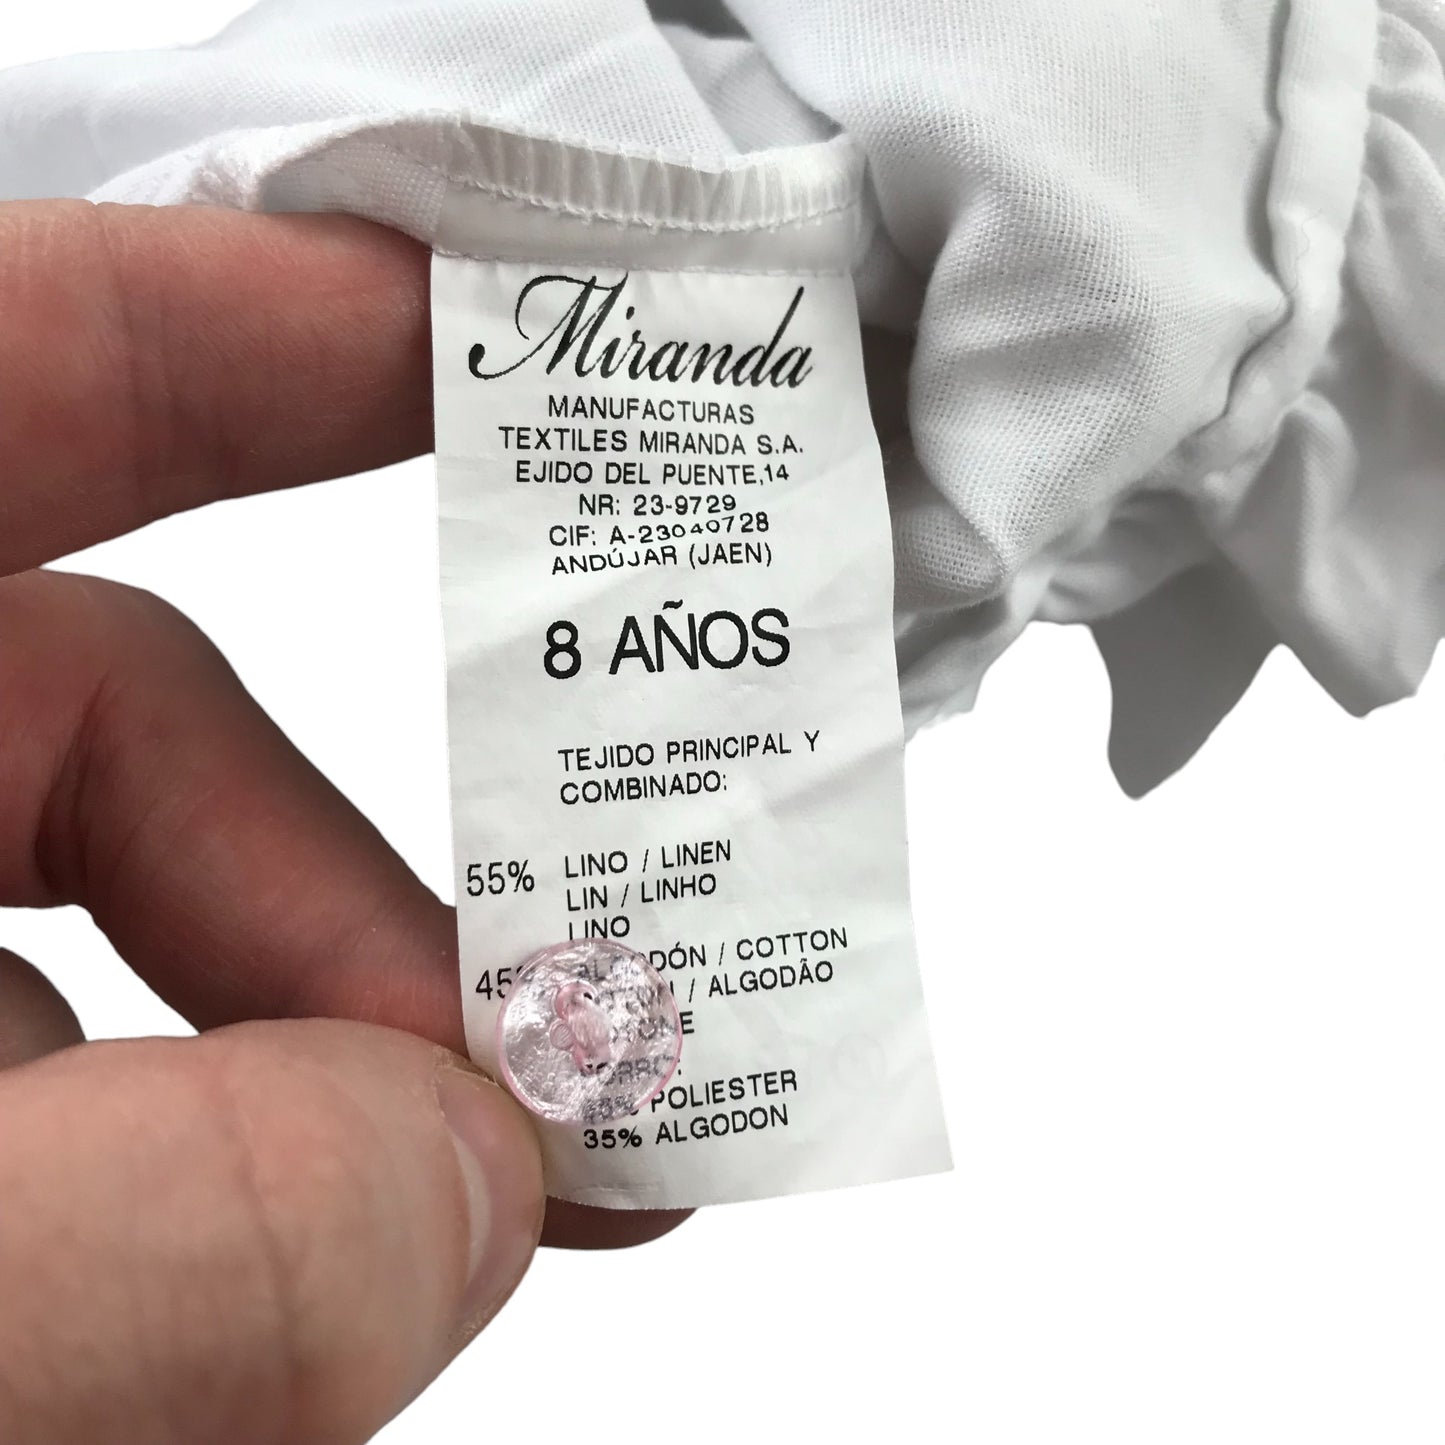 Miranda
MANUFACTURAS
TEXTILES MIRANDA S.A.
EJIDO DEL PUENTE,14
NR: 23-9729
CIF: A-23040728
ANDÚJAR (JAEN)
8 AÑOS
TEJIDO PRINCIPAL Y
COMBINADO:
55% LINO / LINEN
LIN / LINHO
LINO
ALGODÓN / COTTON
/ ALGODÃO
POLIESTER
35% ALGODON